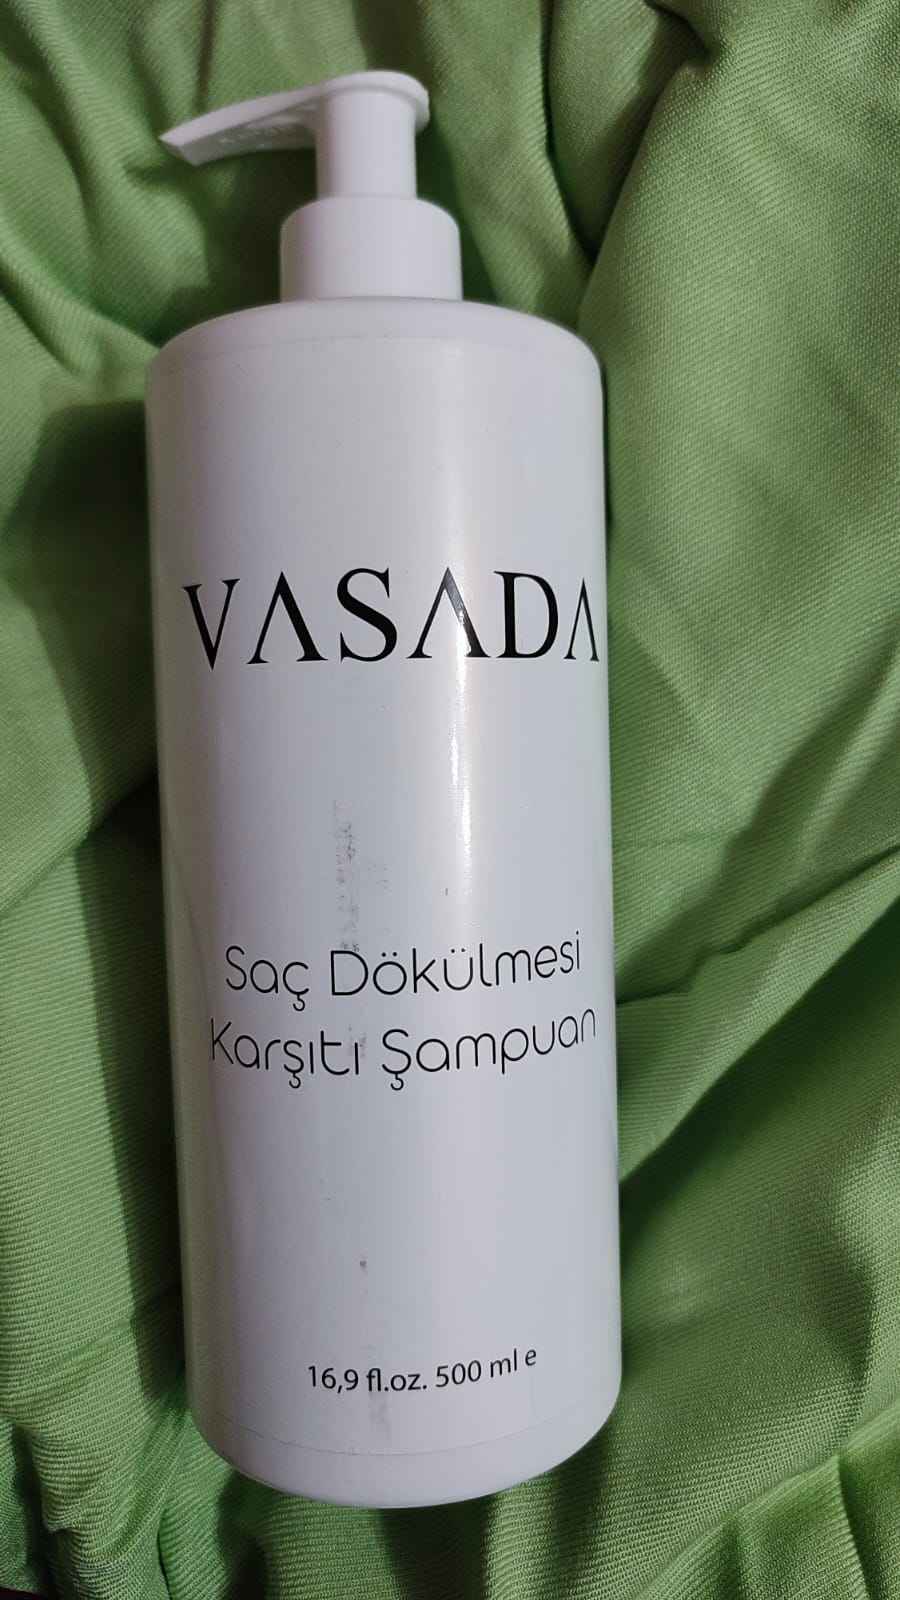 VASADA
Saç Dökülmesi
Karşıtı Şampuan
16,9 fl.oz. 500 ml e